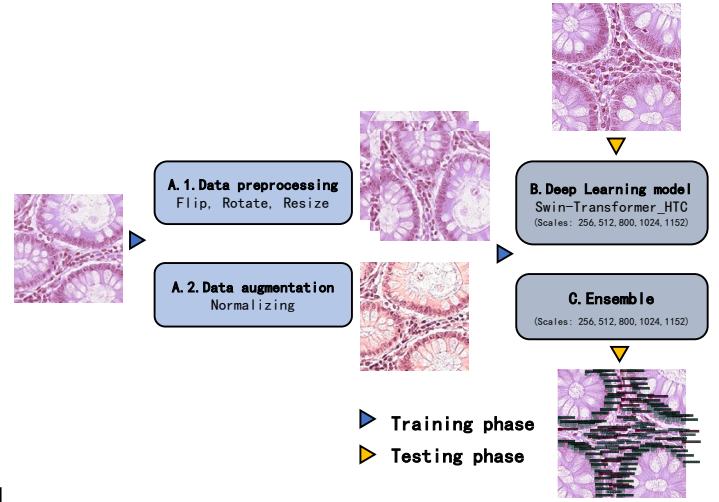 A.1.Data preprocessing
Flip, Rotate, Resize
A.2.Data augmentation
Normalizing
B.Deep Learning model
Swin-Transformer_HTC
(Scales: 256, 512, 800, 1024, 1152)
C.Ensemble
(Scales: 256, 512, 800, 1024, 1152)
Training phase
Testing phase